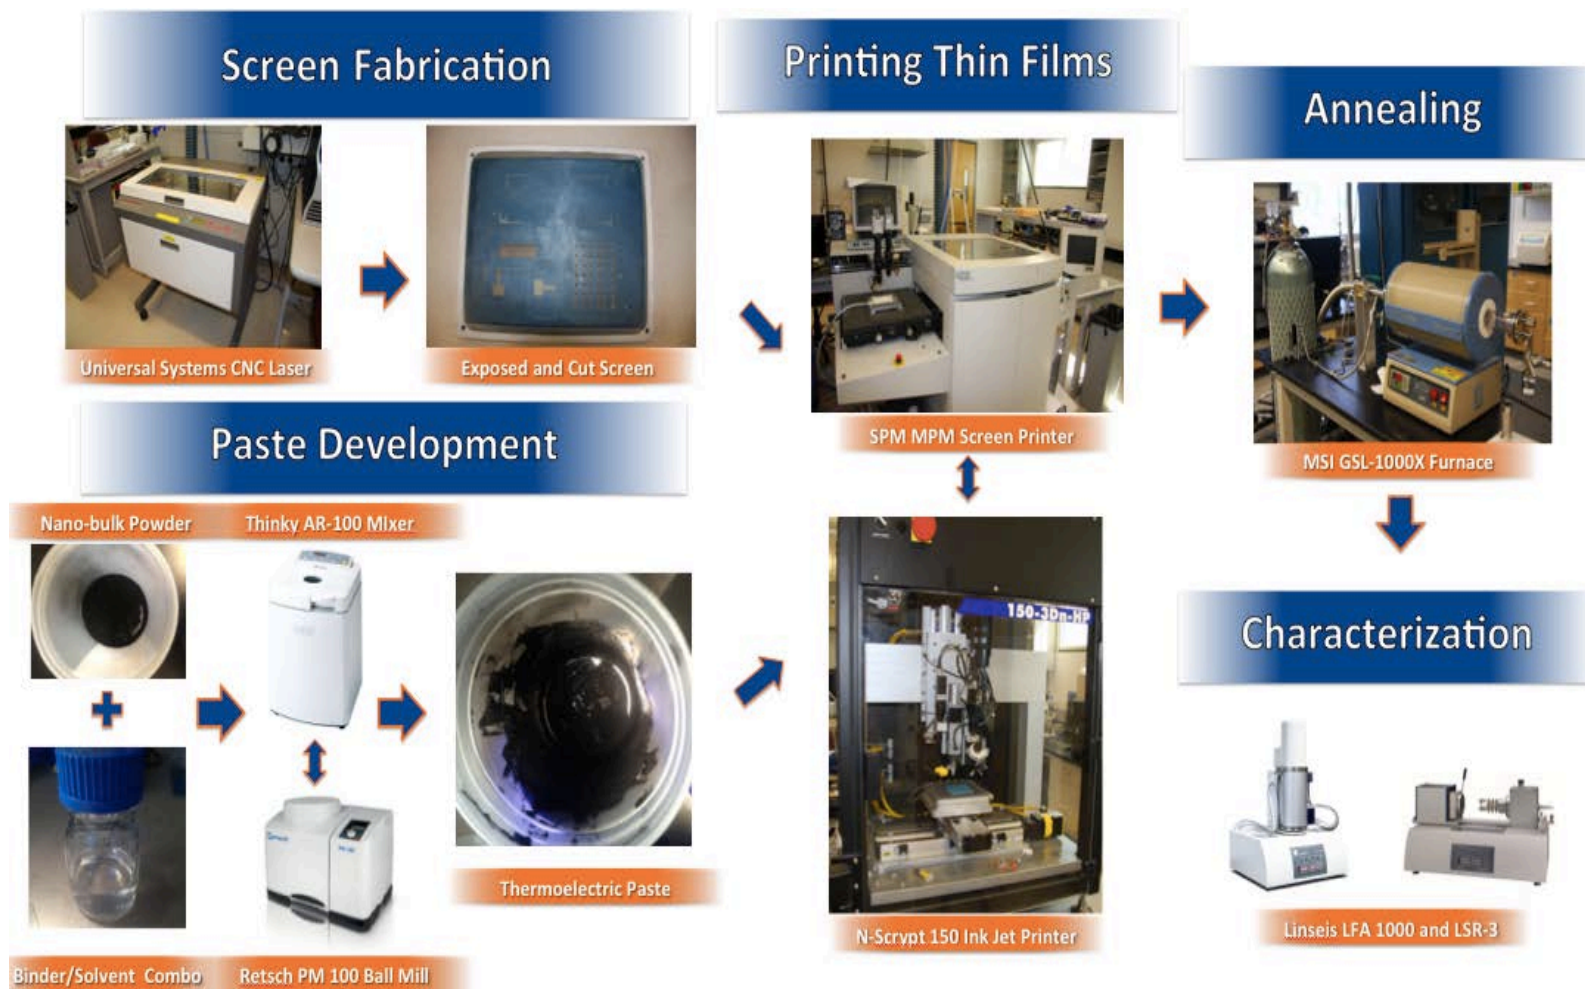 Screen Fabrication
Universal Systems CNC Laser
Exposed and Cut Screen
Paste Development
Nano-bulk Powder
Thinky AR-100 MIxer
Binder/Solvent Combo
Retsch PM 100 Ball Mill
Thermoelectric Paste
Printing Thin Films
SPM MPM Screen Printer
150-3Dn-HP
N-Scrypt 150 Ink Jet Printer
Annealing
MSI GSL-1000X Furnace
Characterization
Linseis LFA 1000 and LSR-3